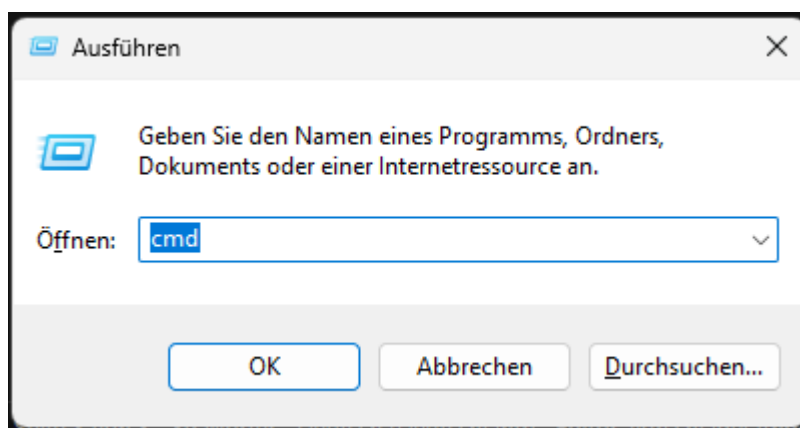 Ausführen
Geben Sie den Namen eines Programms, Ordners,
Dokuments oder einer Internetressource an.
Öffnen: cmd
OK Abbrechen Durchsuchen...